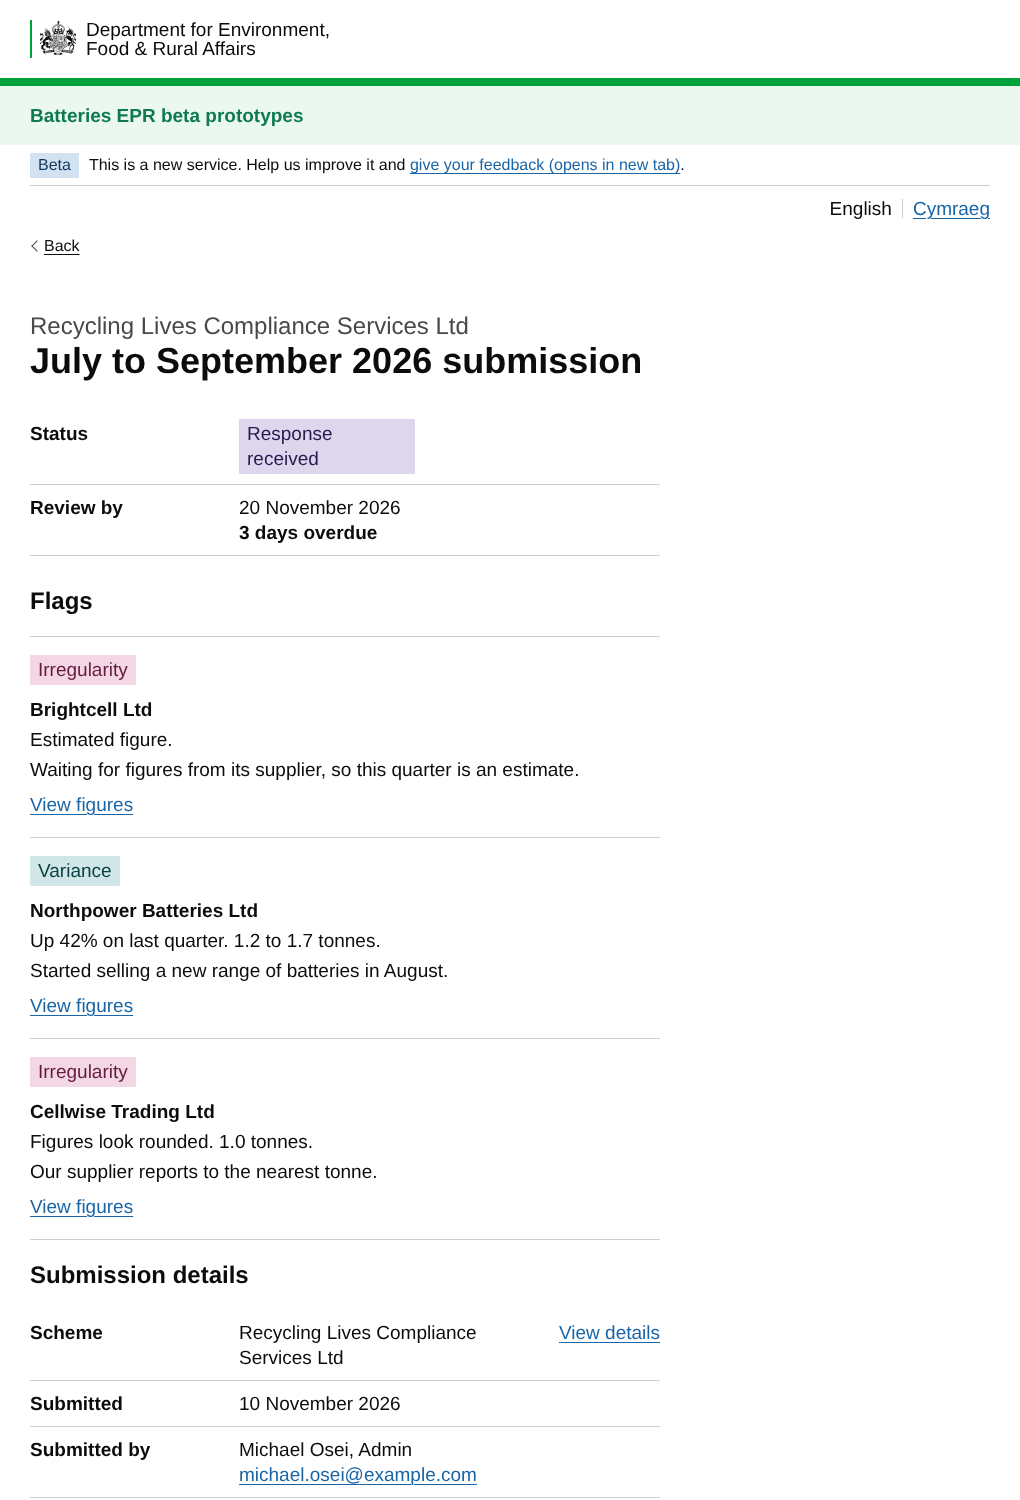 Department for Environment,
Food & Rural Affairs
Batteries EPR beta prototypes
Beta This is a new service. Help us improve it and give your feedback (opens in new tab).
English Cymraeg
Back
Recycling Lives Compliance Services Ltd
July to September 2026 submission
Status Response
received
Review by 20 November 2026
3 days overdue
Flags
Irregularity
Brightcell Ltd
Estimated figure.
Waiting for figures from its supplier, so this quarter is an estimate.
View figures
Variance
Northpower Batteries Ltd
Up 42% on last quarter. 1.2 to 1.7 tonnes.
Started selling a new range of batteries in August.
View figures
Irregularity
Cellwise Trading Ltd
Figures look rounded. 1.0 tonnes.
Our supplier reports to the nearest tonne.
View figures
Submission details
Scheme Recycling Lives Compliance View details
Services Ltd
Submitted 10 November 2026
Submitted by Michael Osei, Admin
michael.osei@example.com